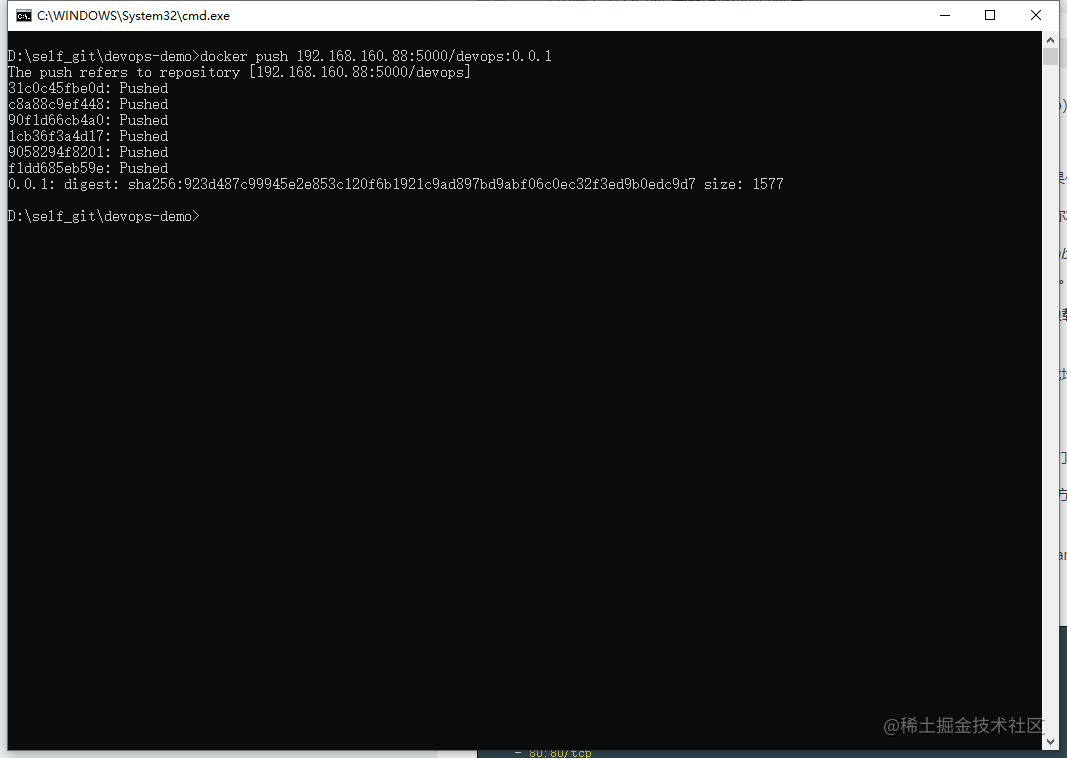 C:\WINDOWS\System32\cmd.exe
D:\self_git\devops-demo>docker push 192.168.160.88:5000/devops:0.0.1
The push refers to repository [192.168.160.88:5000/devops]
31c0c45fbe0d: Pushed
c8a88c9ef448: Pushed
90f1d66cb4a0: Pushed
1cb36f3a4d17: Pushed
9058294f8201: Pushed
f1dd685eb59e: Pushed
0.0.1: digest: sha256:923d487c99945e2e853c120f6b1921c9ad897bd9abf06c0ec32f3ed9b0edc9d7 size: 1577
D:\self_git\devops-demo>
@稀土掘金技术社区
- 80:80/tcp